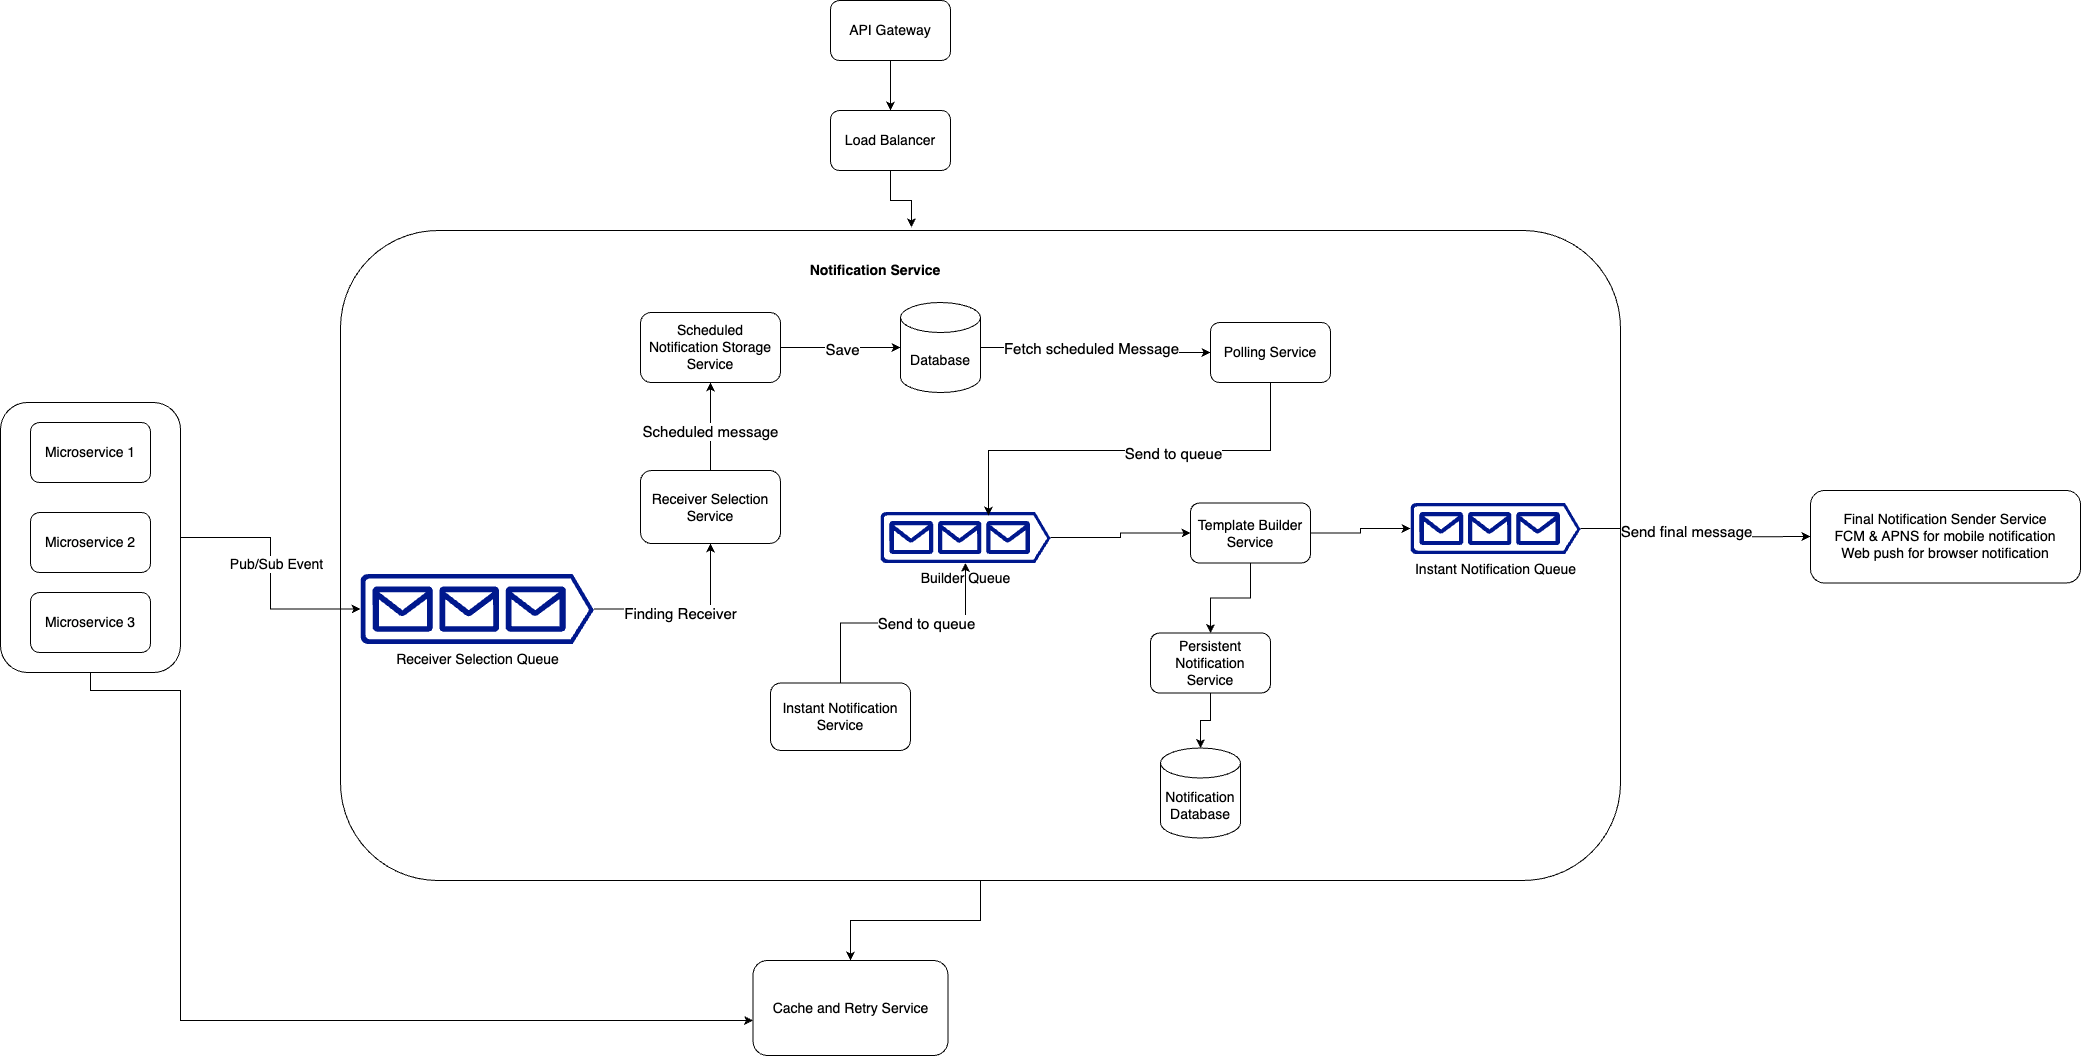 API Gateway
Load Balancer
Notification Service
Scheduled
Notification Storage
Service
Save
Database
Fetch scheduled Message
Polling Service
Scheduled message
Send to queue
Receiver Selection
Service
Microservice 1
Microservice 2
Microservice 3
Pub/Sub Event
Receiver Selection Queue
Finding Receiver
Builder Queue
Send to queue
Instant Notification
Service
Template Builder
Service
Instant Notification Queue
Send final message
Final Notification Sender Service
FCM & APNS for mobile notification
Web push for browser notification
Persistent
Notification
Service
Notification
Database
Cache and Retry Service